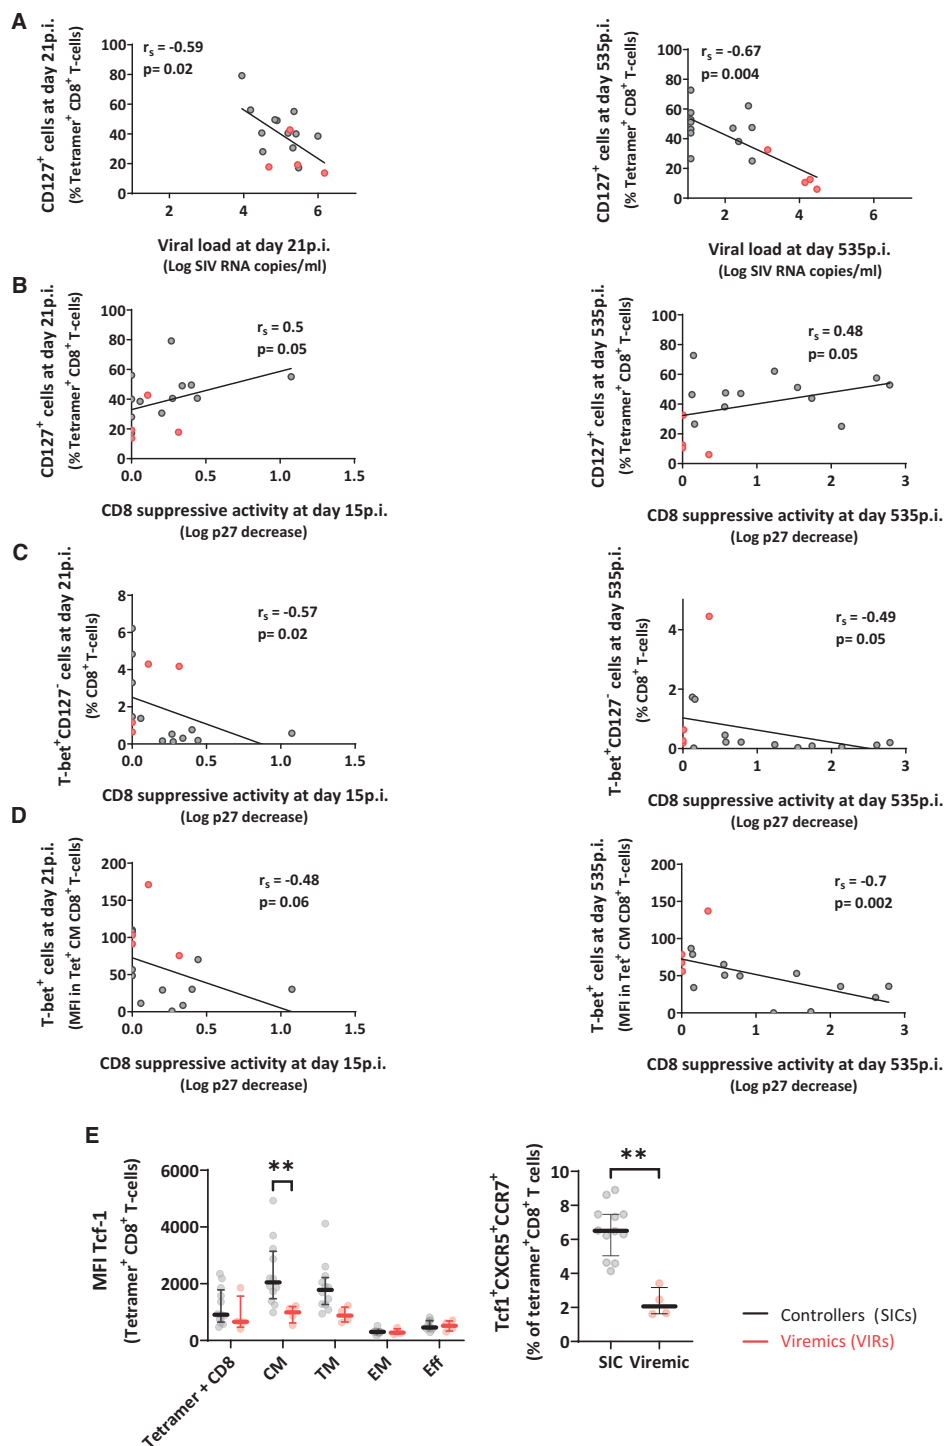 A
CD127+ cells at day 21p.i.
(% Tetramer+ CD8+ T-cells)
100
80
60
40
20
0
rs = -0.59
p= 0.02
2
4
6
Viral load at day 21p.i.
(Log SIV RNA copies/ml)
CD127+ cells at day 535p.i.
(% Tetramer+ CD8+ T-cells)
100
80
60
40
20
0
rs = -0.67
p= 0.004
2
4
6
Viral load at day 535p.i.
(Log SIV RNA copies/ml)
B
CD127+ cells at day 21p.i.
(% Tetramer+ CD8+ T-cells)
100
80
60
40
20
0
rs = 0.5
p= 0.05
0.0
0.5
1.0
1.5
CD8 suppressive activity at day 15p.i.
(Log p27 decrease)
CD127+ cells at day 535p.i.
(% Tetramer+ CD8+ T-cells)
100
80
60
40
20
0
rs = 0.48
p= 0.05
0
1
2
3
CD8 suppressive activity at day 535p.i.
(Log p27 decrease)
C
T-bet+CD127- cells at day 21p.i.
(% CD8+ T-cells)
8
6
4
2
0
rs = -0.57
p= 0.02
0.0
0.5
1.0
1.5
CD8 suppressive activity at day 15p.i.
(Log p27 decrease)
T-bet+CD127- cells at day 535p.i.
(% CD8+ T-cells)
4
2
0
rs = -0.49
p= 0.05
0
1
2
3
CD8 suppressive activity at day 535p.i.
(Log p27 decrease)
D
T-bet+ cells at day 21p.i.
(MFI in Tet+ CM CD8+ T-cells)
200
150
100
50
0
rs = -0.48
p= 0.06
0.0
0.5
1.0
1.5
CD8 suppressive activity at day 15p.i.
(Log p27 decrease)
T-bet+ cells at day 535p.i.
(MFI in Tet+ CM CD8+ T-cells)
200
150
100
50
0
rs = -0.7
p= 0.002
0
1
2
3
CD8 suppressive activity at day 535p.i.
(Log p27 decrease)
E
MFI Tcf-1
(Tetramer+ CD8+ T-cells)
6000
4000
2000
0
**
Tetramer + CD8
CM
TM
EM
Eff
Tcf1+CXCR5+CCR7+
(% of tetramer+CD8+T cells)
10
8
6
4
2
0
**
SIC
Viremic
Controllers (SICs)
Viremics (VIRs)